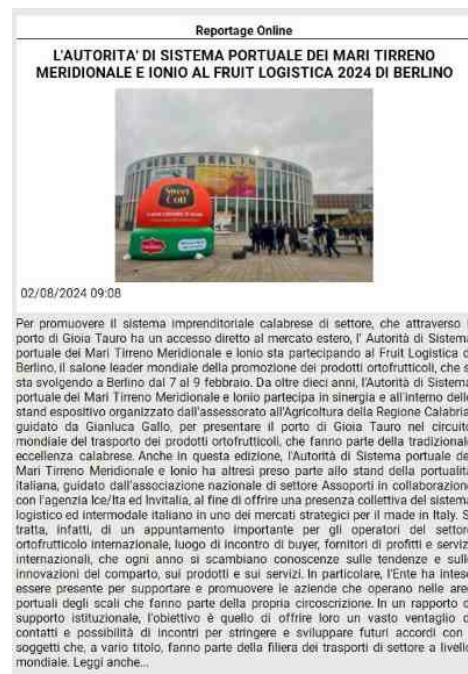 Reportage Online
L'AUTORITA' DI SISTEMA PORTUALE DEI MARI TIRRENO
MERIDIONALE E IONIO AL FRUIT LOGISTICA 2024 DI BERLINO
MESSE BERLIN
Sweet
02/08/2024 09:08
Per promuovere il sistema imprenditoriale calabrese di settore, che attraverso
porto di Gioia Tauro ha un accesso diretto al mercato estero, l' Autorità di Sistema
portuale dei Mari Tirreno Meridionale e Ionio sta partecipando al Fruit Logistica d
Berlino, il salone leader mondiale della promozione dei prodotti ortofrutticoli, che s
sta svolgendo a Berlino dal 7 al 9 febbraio. Da oltre dieci anni, l'Autorità di Sistema
portuale dei Mari Tirreno Meridionale e Ionio partecipa in sinergia e all'interno dello
stand espositivo organizzato dall'assessorato all'Agricoltura della Regione Calabria
guidato da Gianluca Gallo, per presentare il porto di Gioia Tauro nel circuito
mondiale del trasporto dei prodotti ortofrutticoli, che fanno parte della tradizionale
eccellenza calabrese. Anche in questa edizione, l'Autorità di Sistema portuale de
Mari Tirreno Meridionale e Ionio ha altresì preso parte allo stand della portualità
italiana, guidato dall'associazione nazionale di settore Assoporti in collaborazione
con l'agenzia Ice/Ita ed Invitalia, al fine di offrire una presenza collettiva del sistema
logistico ed intermodale italiano in uno dei mercati strategici per il made in Italy. S
tratta, infatti, di un appuntamento importante per gli operatori del settore
ortofrutticolo internazionale, luogo di incontro di buyer, fornitori di profitti e servizi
internazionali, che ogni anno si scambiano conoscenze sulle tendenze e sulle
innovazioni del comparto, sui prodotti e sui servizi. In particolare, l'Ente ha inteso
essere presente per supportare e promuovere le aziende che operano nelle aree
portuali degli scali che fanno parte della propria circoscrizione. In un rapporto d
supporto istituzionale, l'obiettivo è quello di offrire loro un vasto ventaglio d
contatti e possibilità di incontri per stringere e sviluppare futuri accordi con
soggetti che, a vario titolo, fanno parte della filiera dei trasporti di settore a livello
mondiale. Leggi anche...